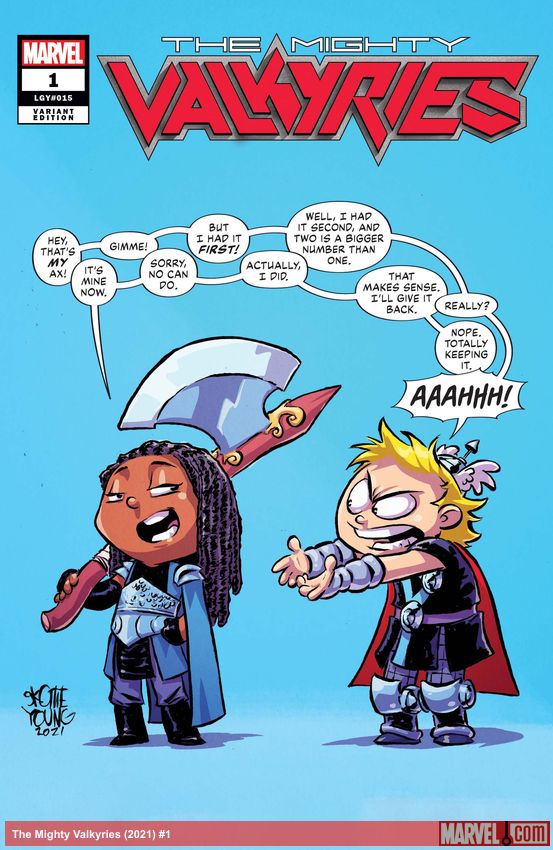 MARVEL
1
LGY#015
VARIANT
EDITION
THE MIGHTY
VALKYRIES
HEY,
THAT'S
MY
AX!
IT'S
MINE
NOW.
GIMME!
SORRY,
NO CAN
DO.
BUT
I HAD IT
FIRST!
ACTUALLY,
I DID.
WELL, I HAD
IT SECOND, AND
TWO IS A BIGGER
NUMBER THAN
ONE.
THAT
MAKES SENSE.
I'LL GIVE IT
BACK.
REALLY?
NOPE.
TOTALLY
KEEPING
IT.
AAAHHH!
SKOTTIE
YOUNG
2021
The Mighty Valkyries (2021) #1
MARVEL.com